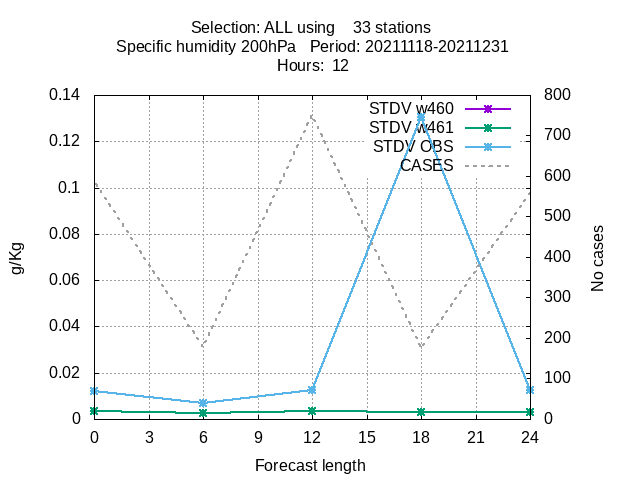 Selection: ALL using 33 stations
Specific humidity 200hPa Period: 20211118-20211231
Hours: 12
0.14
0.12
0.1
0.08
0.06
0.04
0.02
0
g/Kg
STDV w460
STDV w461
STDV OBS
CASES
800
700
600
500
400
300
200
100
0
No cases
0 3 6 9 12 15 18 21 24
Forecast length